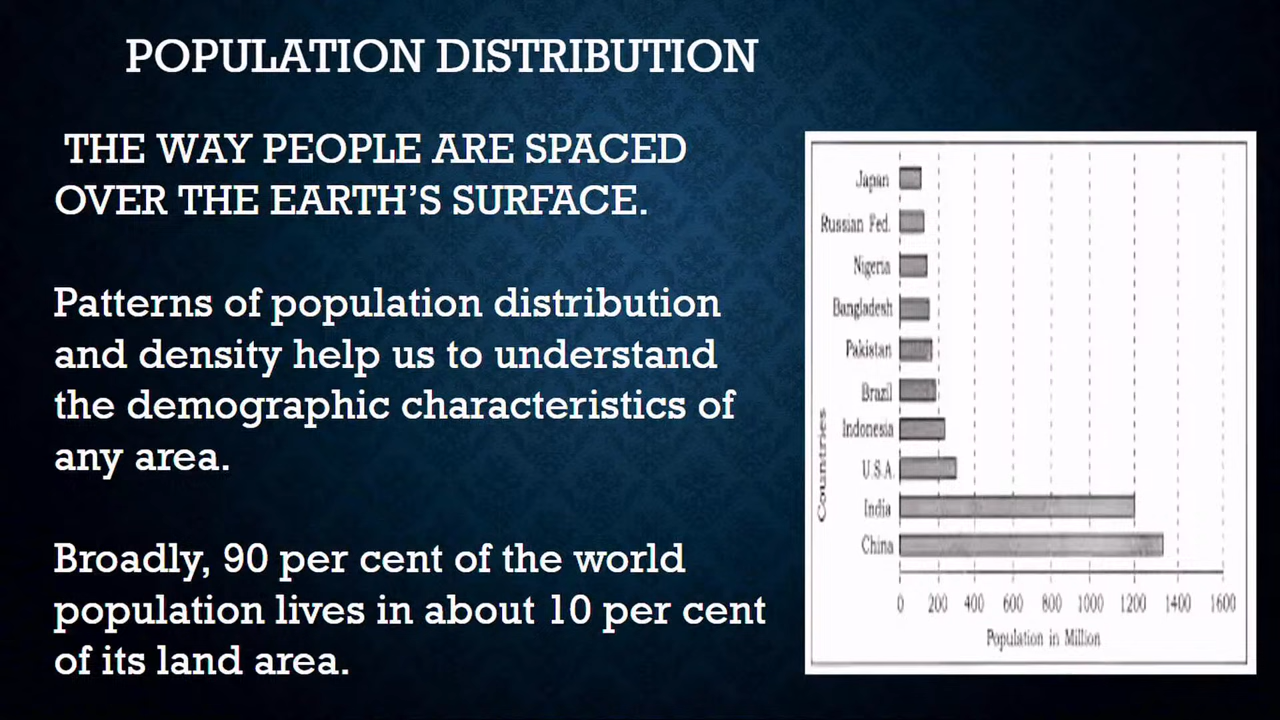 POPULATION DISTRIBUTION
THE WAY PEOPLE ARE SPACED
OVER THE EARTH'S SURFACE.
Patterns of population distribution
and density help us to understand
the demographic characteristics of
any area.
Broadly, 90 per cent of the world
population lives in about 10 per cent
of its land area.
Countries
Japan
Russian Fed.
Nigeria
Bangladesh
Pakistan
Brazil
Indonesia
U.S.A.
India
China
0 200 400 600 800 1000 1200 1400 1600
Population in Million